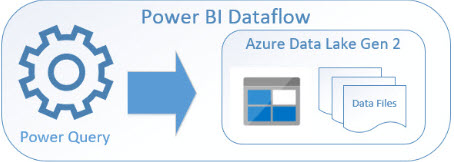 Power BI Dataflow
Azure Data Lake Gen 2
Data Files
Power Query